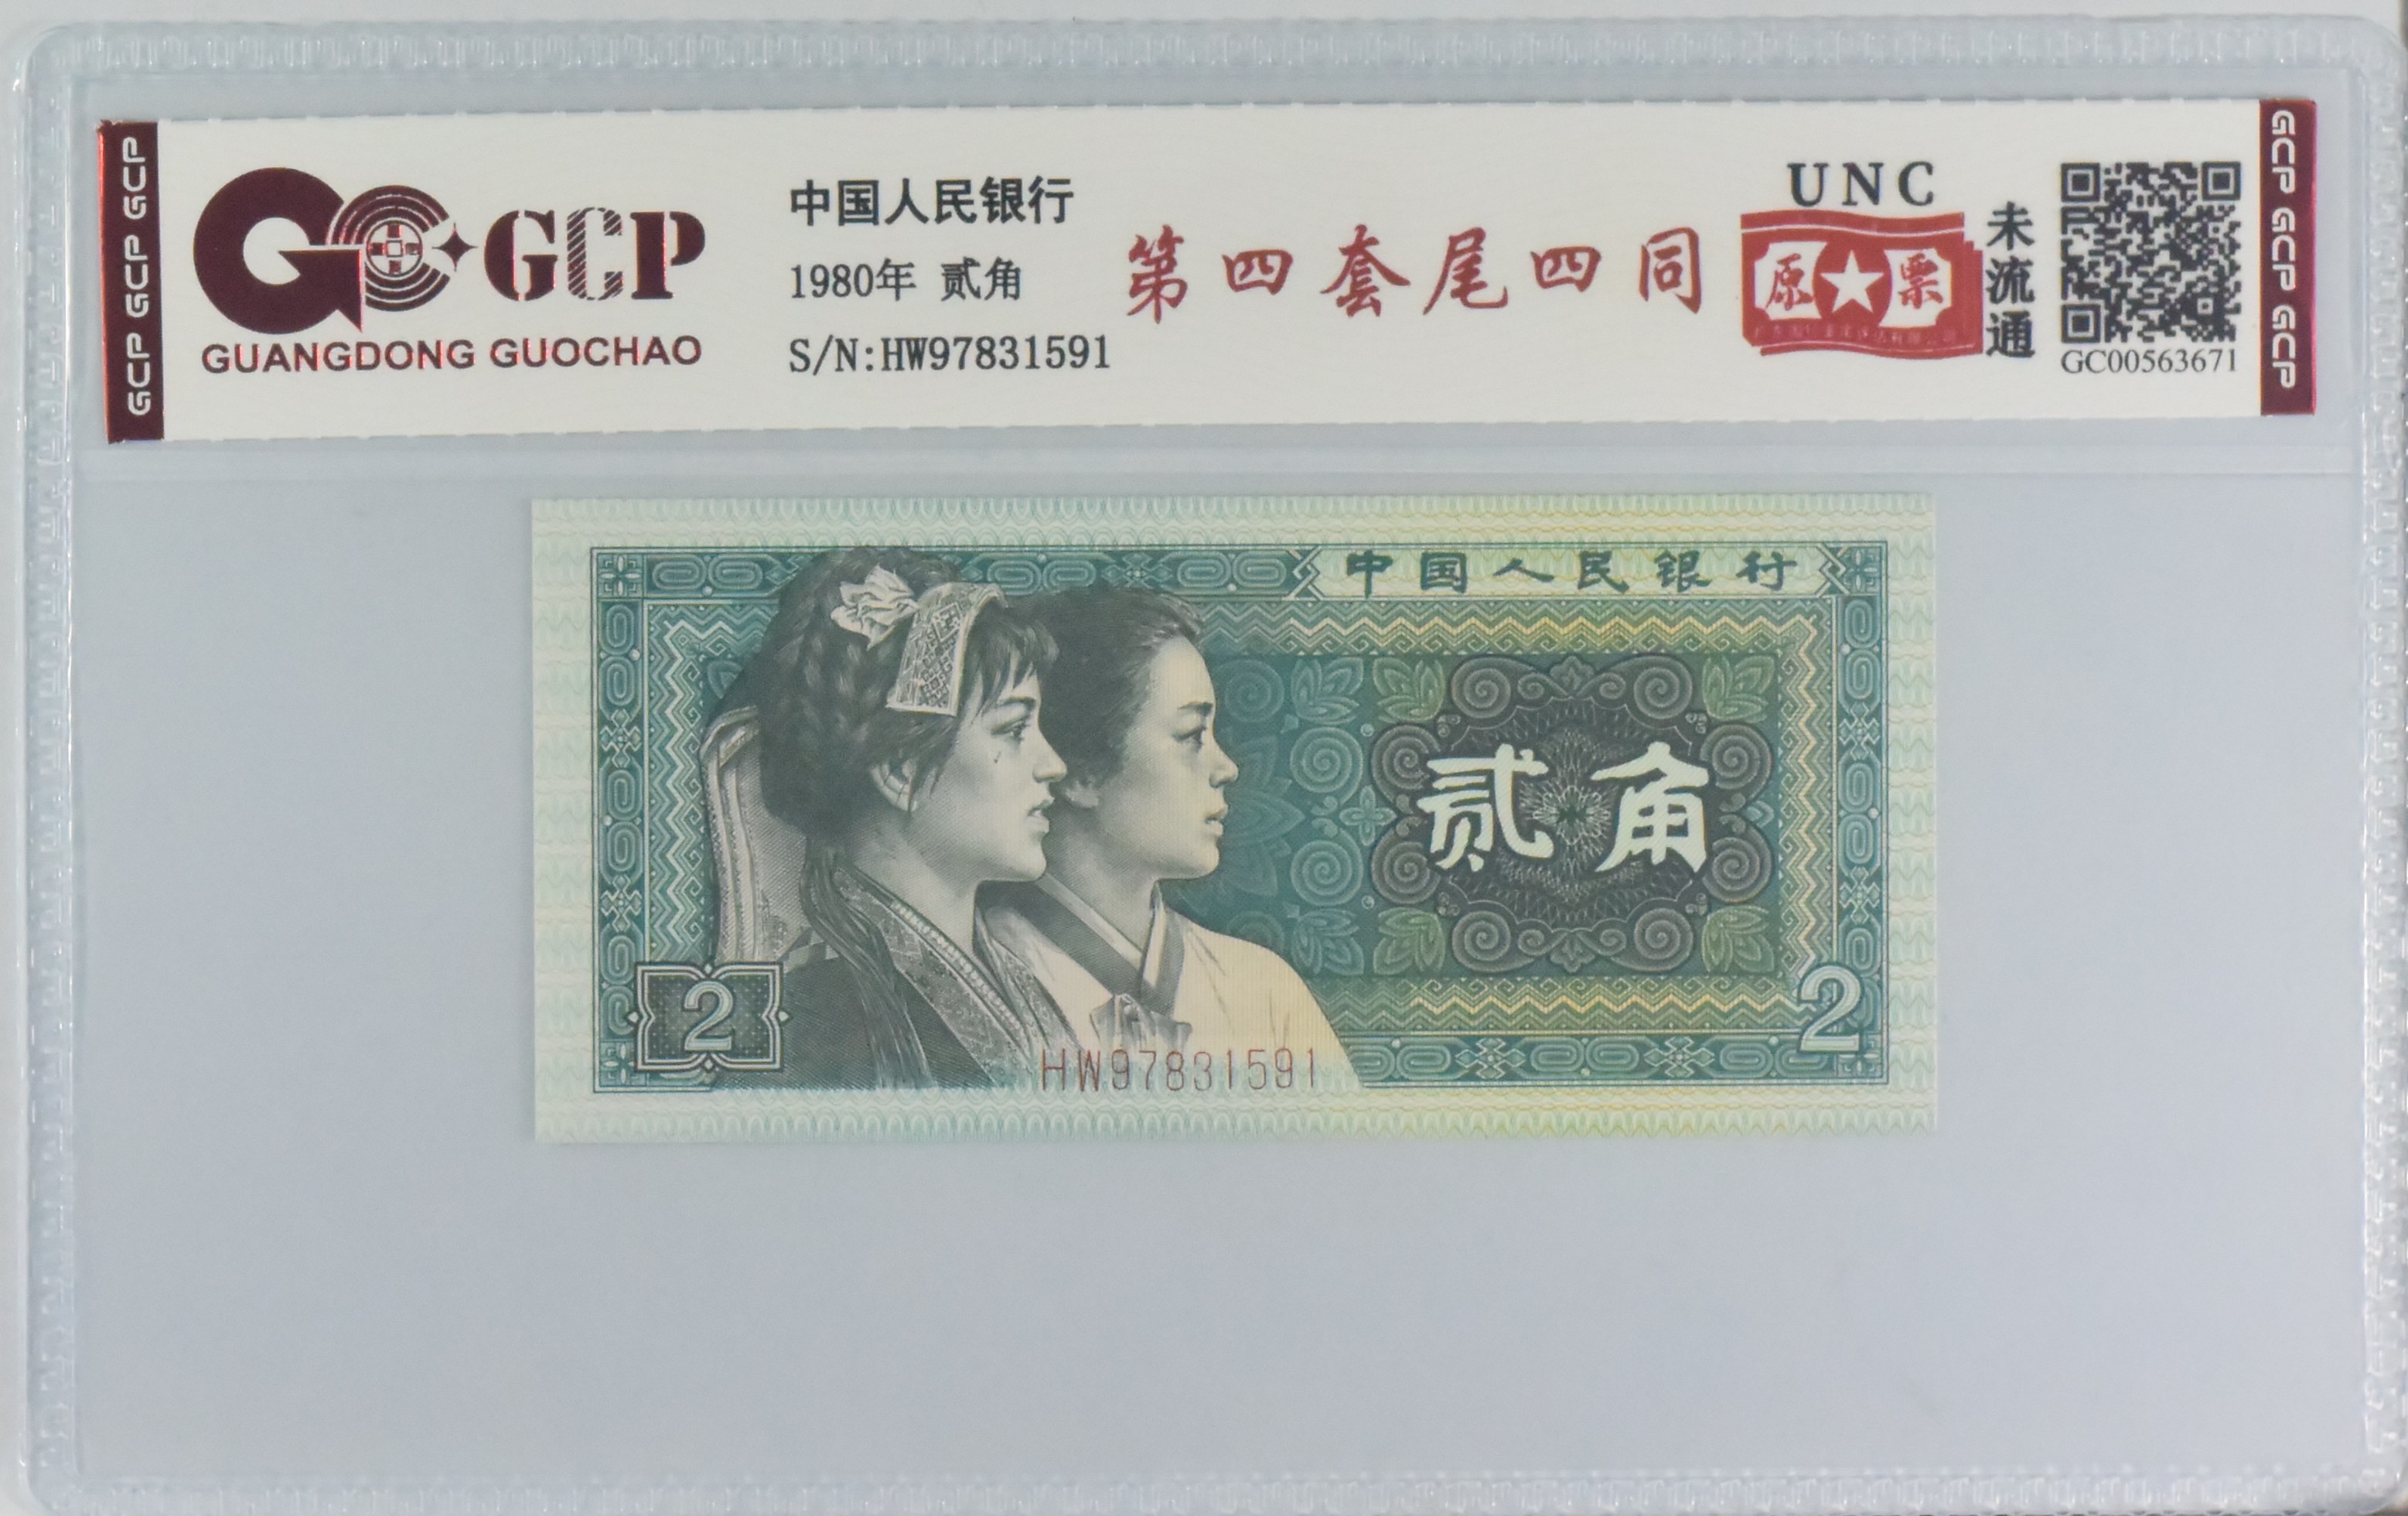 GCP GCP GCP GCP
GCP
GUANGDONG GUOCHAO
中国人民银行
1980年 贰角
S/N:HW97831591
第四套尾四同
UNC
原★票
未流通
GC00563671
GCP GCP GCP GCP
中国人民银行
贰角
2
2
HW97831591